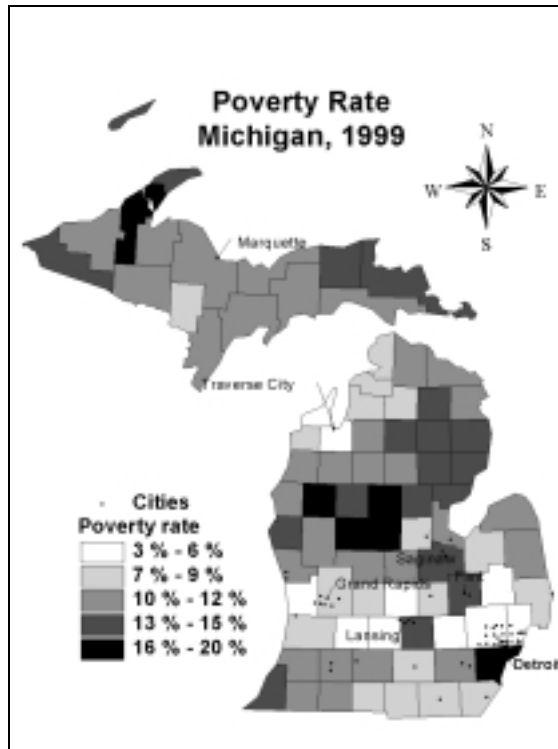 Poverty Rate
Michigan, 1999
N
W E
S
Marquette
Traverse City
Cities
Poverty rate
3 % - 6 %
7 % - 9 %
10 % - 12 %
13 % - 15 %
16 % - 20 %
Saginaw
Grand Rapids
Flint
Lansing
Detroit